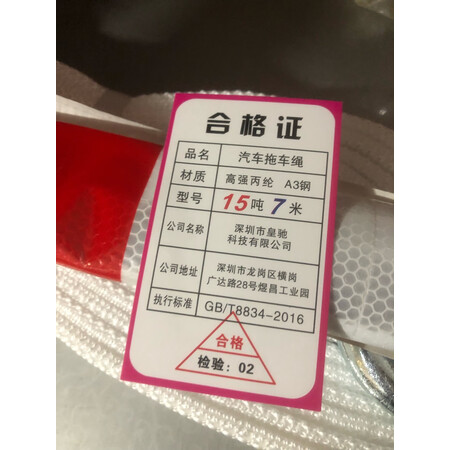 合格证
品名 汽车拖车绳
材质 高强丙纶 A3钢
型号 15吨 7米
公司名称 深圳市皇驰
科技有限公司
公司地址 深圳市龙岗区横岗
广达路28号煜昌工业园
执行标准 GB/T8834-2016
合格
检验：02